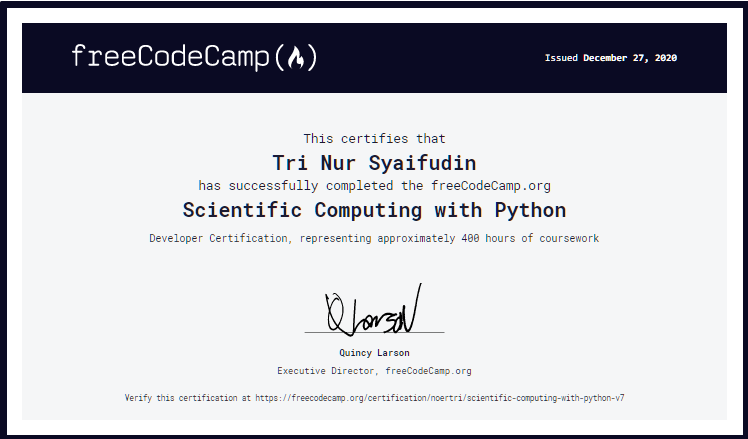 freeCodeCamp(🔥)
Issued December 27, 2020
This certifies that
Tri Nur Syaifudin
has successfully completed the freeCodeCamp.org
Scientific Computing with Python
Developer Certification, representing approximately 400 hours of coursework
Q Larson
Quincy Larson
Executive Director, freeCodeCamp.org
Verify this certification at https://freecodecamp.org/certification/noertri/scientific-computing-with-python-v7